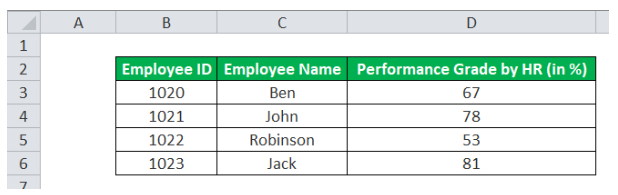 A B C D
1
2 Employee ID Employee Name Performance Grade by HR (in %)
3 1020 Ben 67
4 1021 John 78
5 1022 Robinson 53
6 1023 Jack 81
7